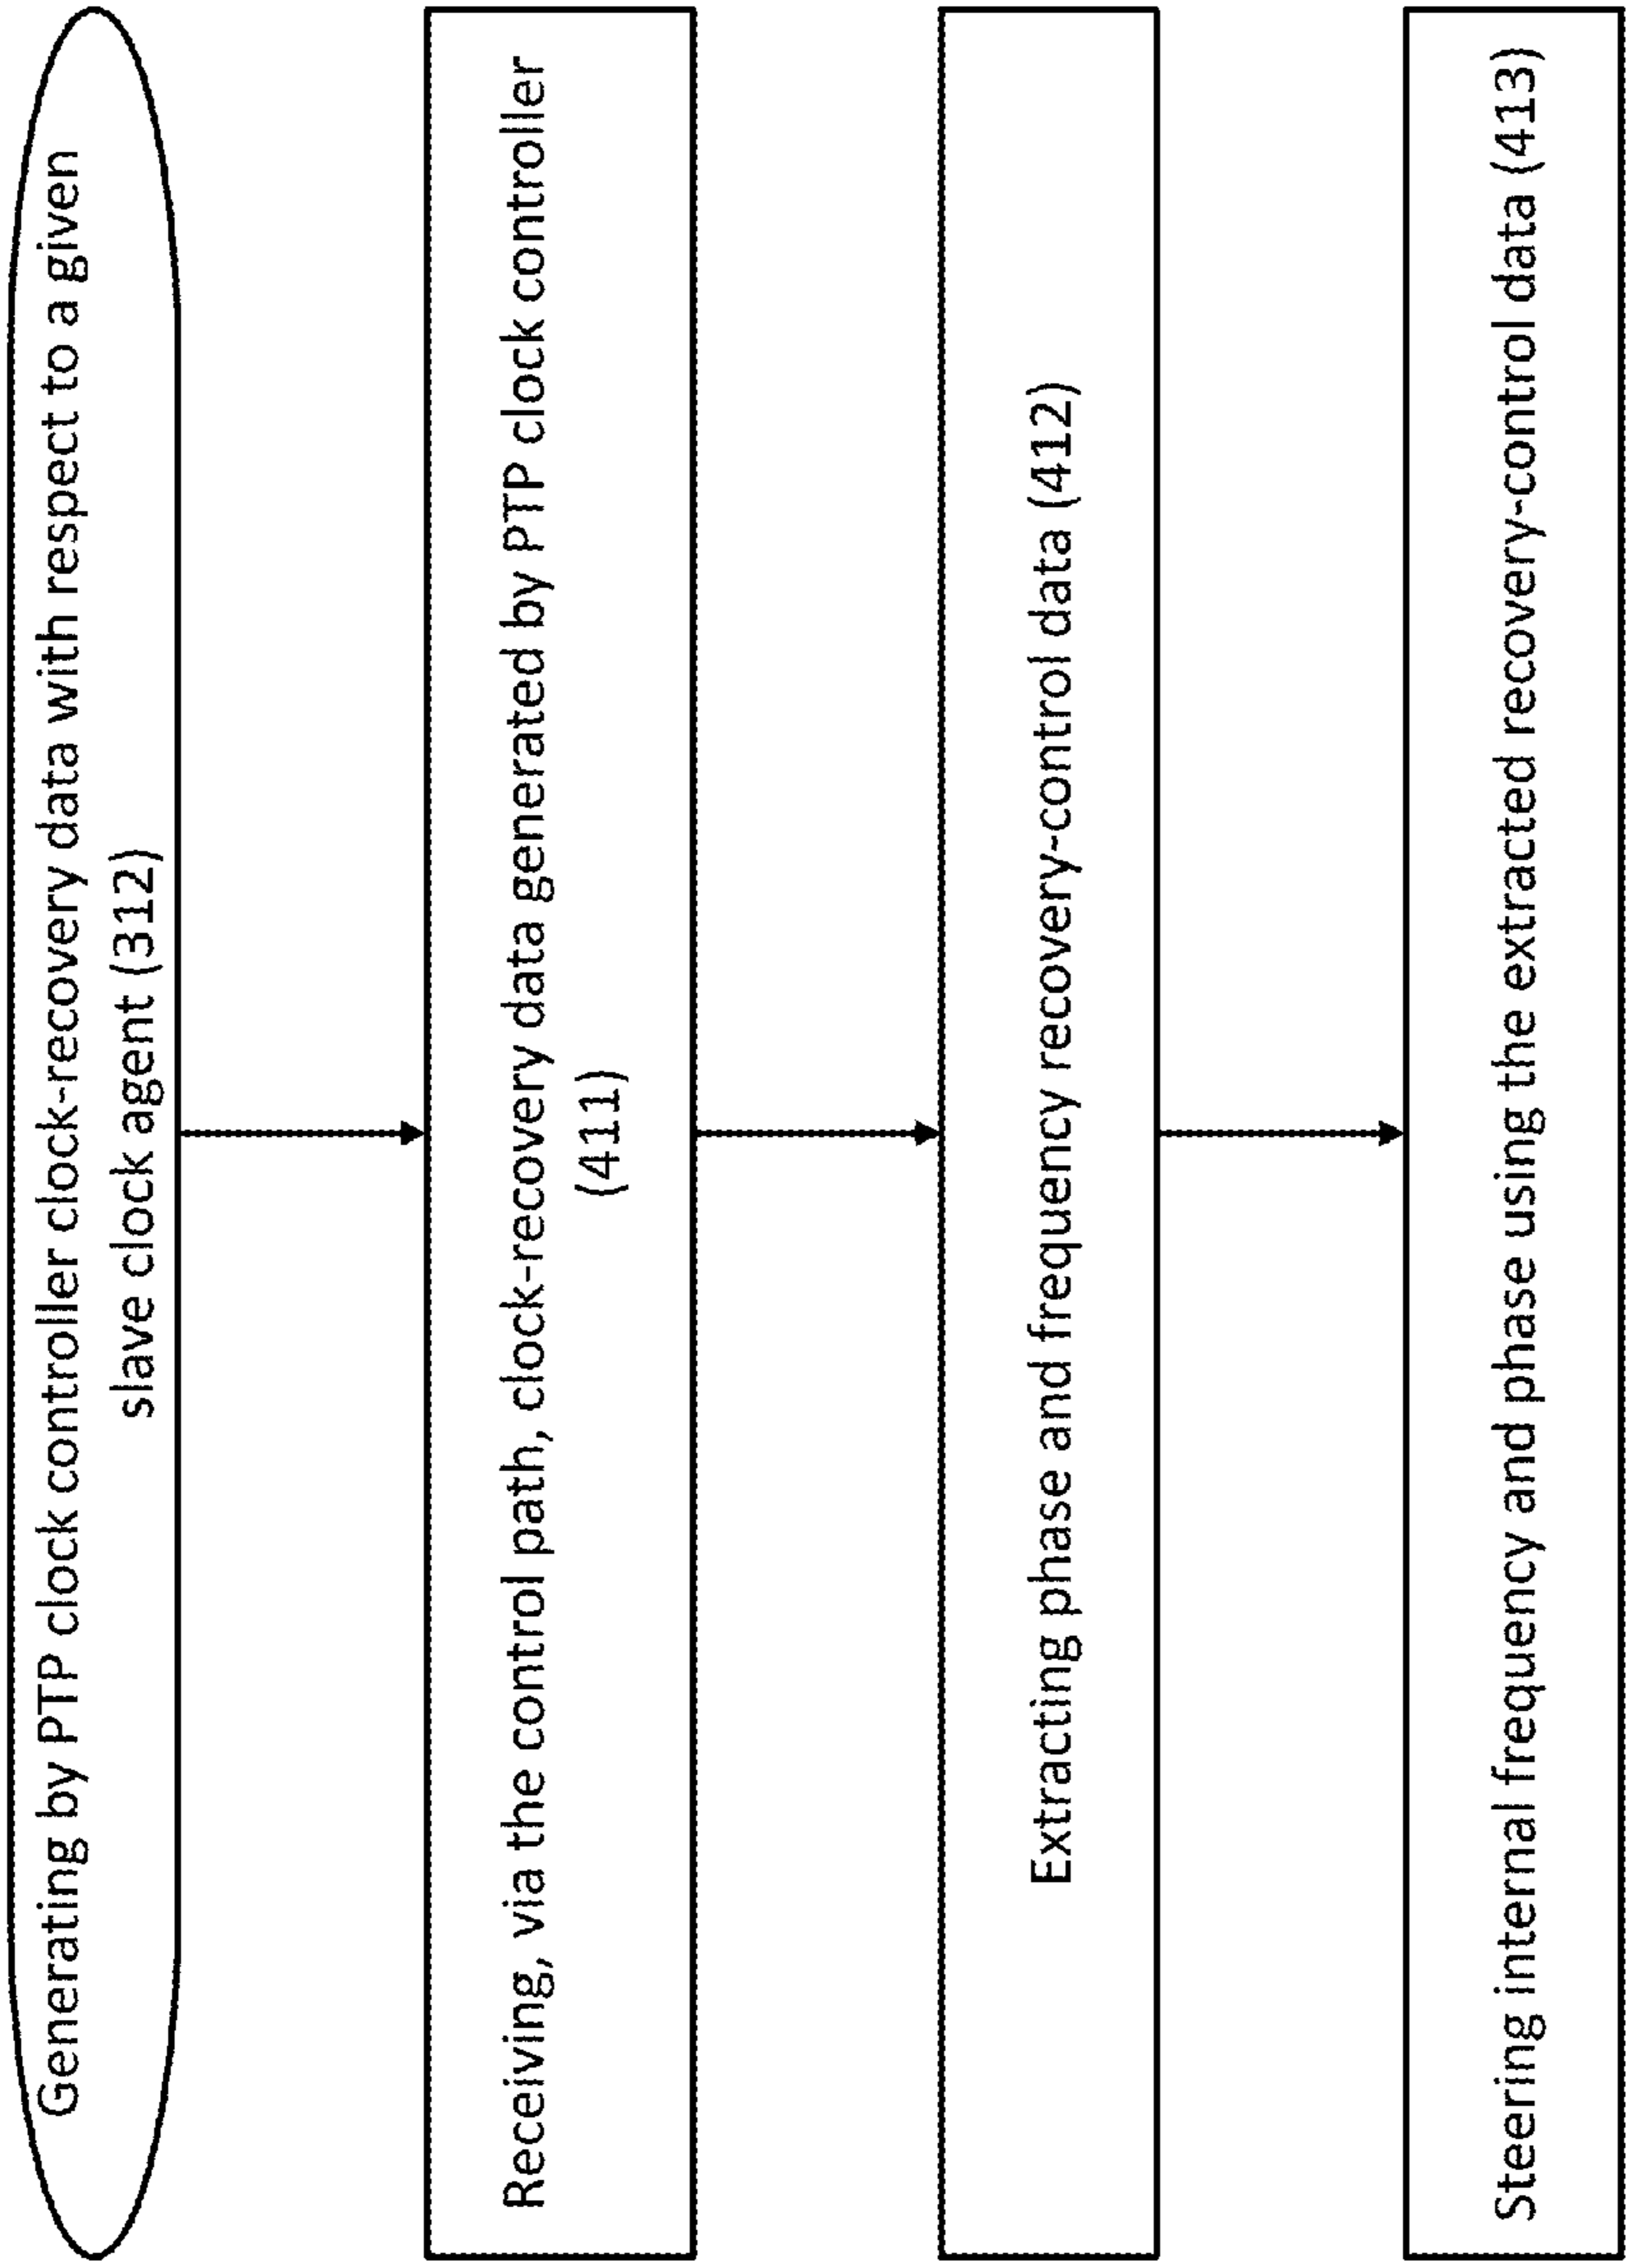 Generating by PTP clock controller clock-recovery data with respect to a given
slave clock agent (312)
Receiving, via the control path, clock-recovery data generated by PTP clock controller
(411)
Extracting phase and frequency recovery-control data (412)
Steering internal frequency and phase using the extracted recovery-control data (413)